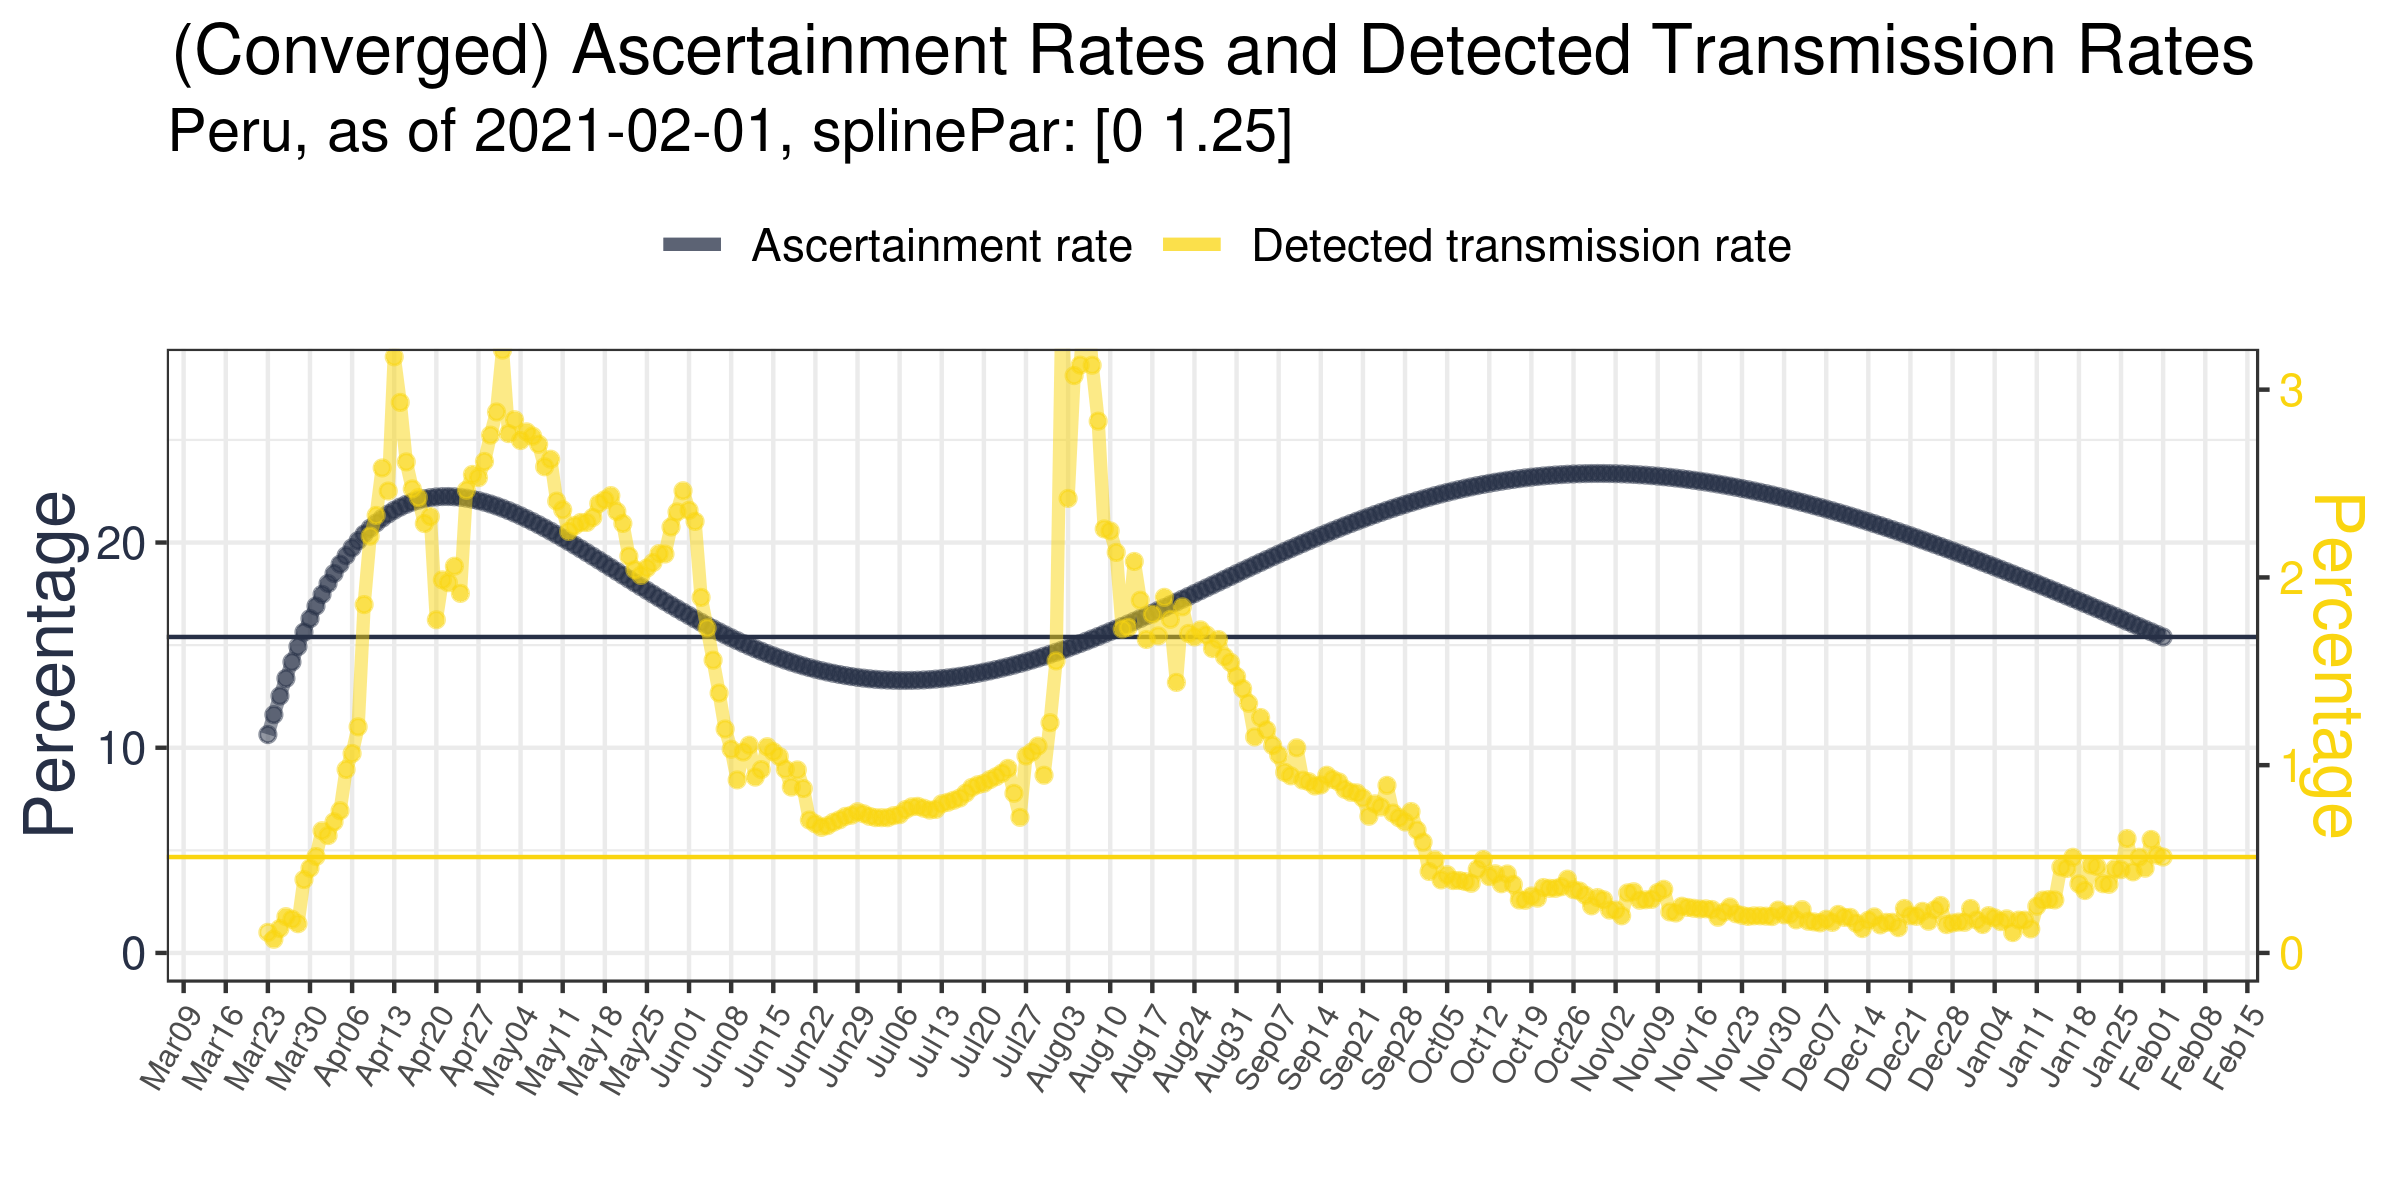 (Converged) Ascertainment Rates and Detected Transmission Rates
Peru, as of 2021-02-01, splinePar: [0 1.25]
Ascertainment rate
Detected transmission rate
Percentage
20
10
0
3
2
1
0
Percentage
Mar09
Mar16
Mar23
Mar30
Apr06
Apr13
Apr20
Apr27
May04
May11
May18
May25
Jun01
Jun08
Jun15
Jun22
Jun29
Jul06
Jul13
Jul20
Jul27
Aug03
Aug10
Aug17
Aug24
Aug31
Sep07
Sep14
Sep21
Sep28
Oct05
Oct12
Oct19
Oct26
Nov02
Nov09
Nov16
Nov23
Nov30
Dec07
Dec14
Dec21
Dec28
Jan04
Jan11
Jan18
Jan25
Feb01
Feb08
Feb15